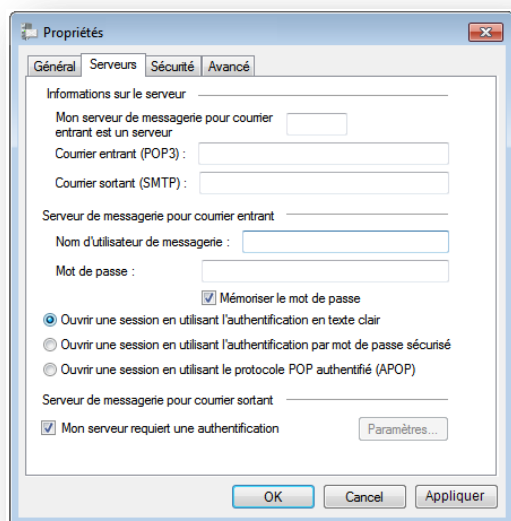 Propriétés
Général Serveurs Sécurité Avancé
Informations sur le serveur
Mon serveur de messagerie pour courrier
entrant est un serveur
Courrier entrant (POP3) :
Courrier sortant (SMTP) :
Serveur de messagerie pour courrier entrant
Nom d'utilisateur de messagerie :
Mot de passe :
Mémoriser le mot de passe
Ouvrir une session en utilisant l'authentification en texte clair
Ouvrir une session en utilisant l'authentification par mot de passe sécurisé
Ouvrir une session en utilisant le protocole POP authentifié (APOP)
Serveur de messagerie pour courrier sortant
Mon serveur requiert une authentification Paramètres...
OK Cancel Appliquer